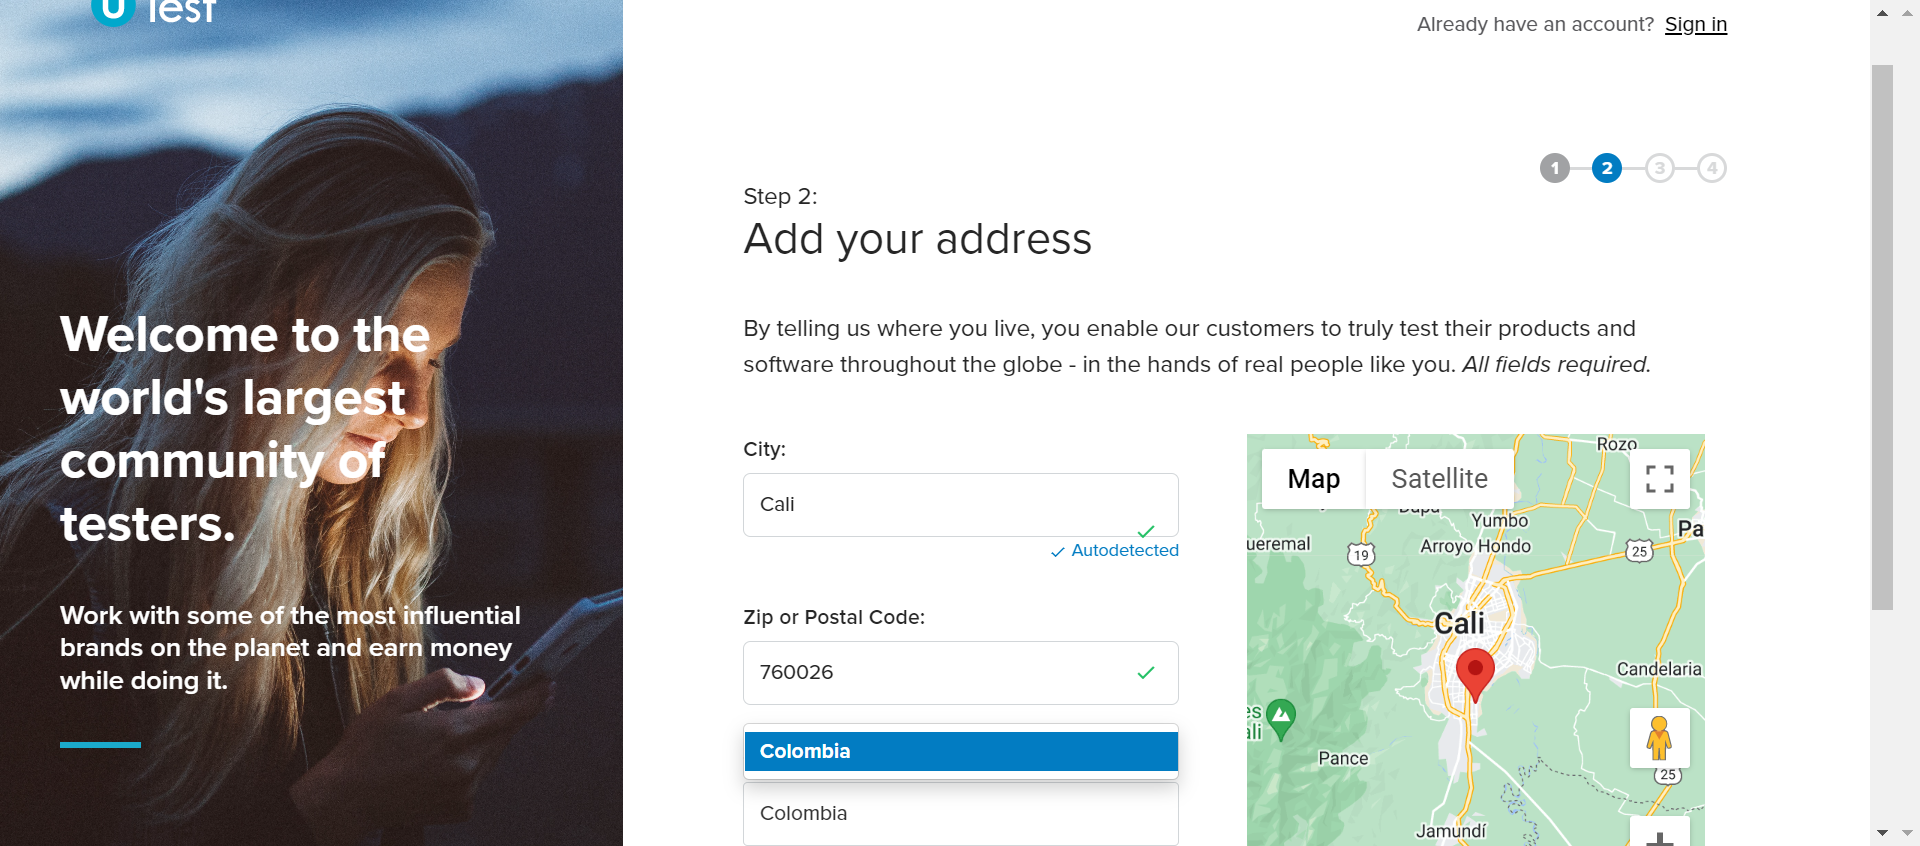 U Test
Already have an account? Sign in
1 2 3 4
Step 2:
Add your address
Welcome to the
world's largest
community of
testers.
Work with some of the most influential
brands on the planet and earn money
while doing it.
By telling us where you live, you enable our customers to truly test their products and
software throughout the globe - in the hands of real people like you. All fields required.
City:
Cali
Autodetected
Zip or Postal Code:
760026
Colombia
Colombia
Map
Satellite
Rozo
Dapa
Yumbo
Pa
ueremal
19
Arroyo Hondo
25
Cali
Candelaria
es
ali
Pance
25
Jamundí